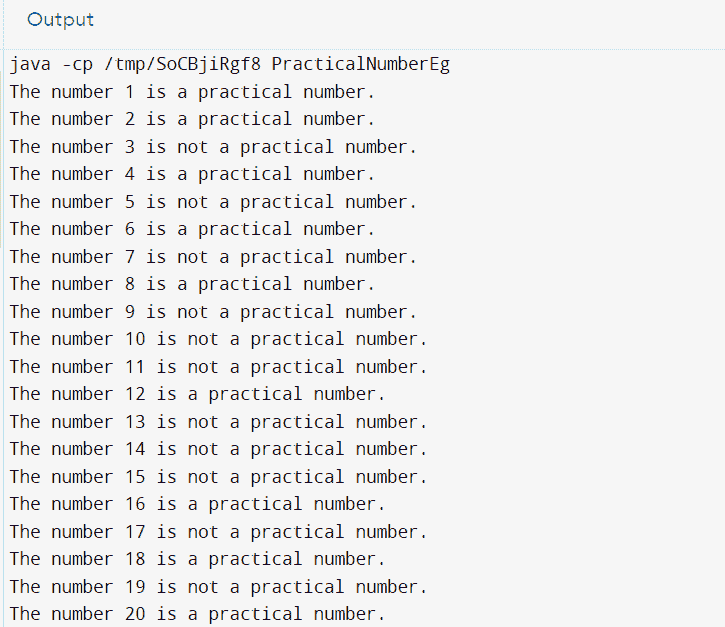 Output
java -cp /tmp/SoCBjiRgf8 PracticalNumberEg
The number 1 is a practical number.
The number 2 is a practical number.
The number 3 is not a practical number.
The number 4 is a practical number.
The number 5 is not a practical number.
The number 6 is a practical number.
The number 7 is not a practical number.
The number 8 is a practical number.
The number 9 is not a practical number.
The number 10 is not a practical number.
The number 11 is not a practical number.
The number 12 is a practical number.
The number 13 is not a practical number.
The number 14 is not a practical number.
The number 15 is not a practical number.
The number 16 is a practical number.
The number 17 is not a practical number.
The number 18 is a practical number.
The number 19 is not a practical number.
The number 20 is a practical number.